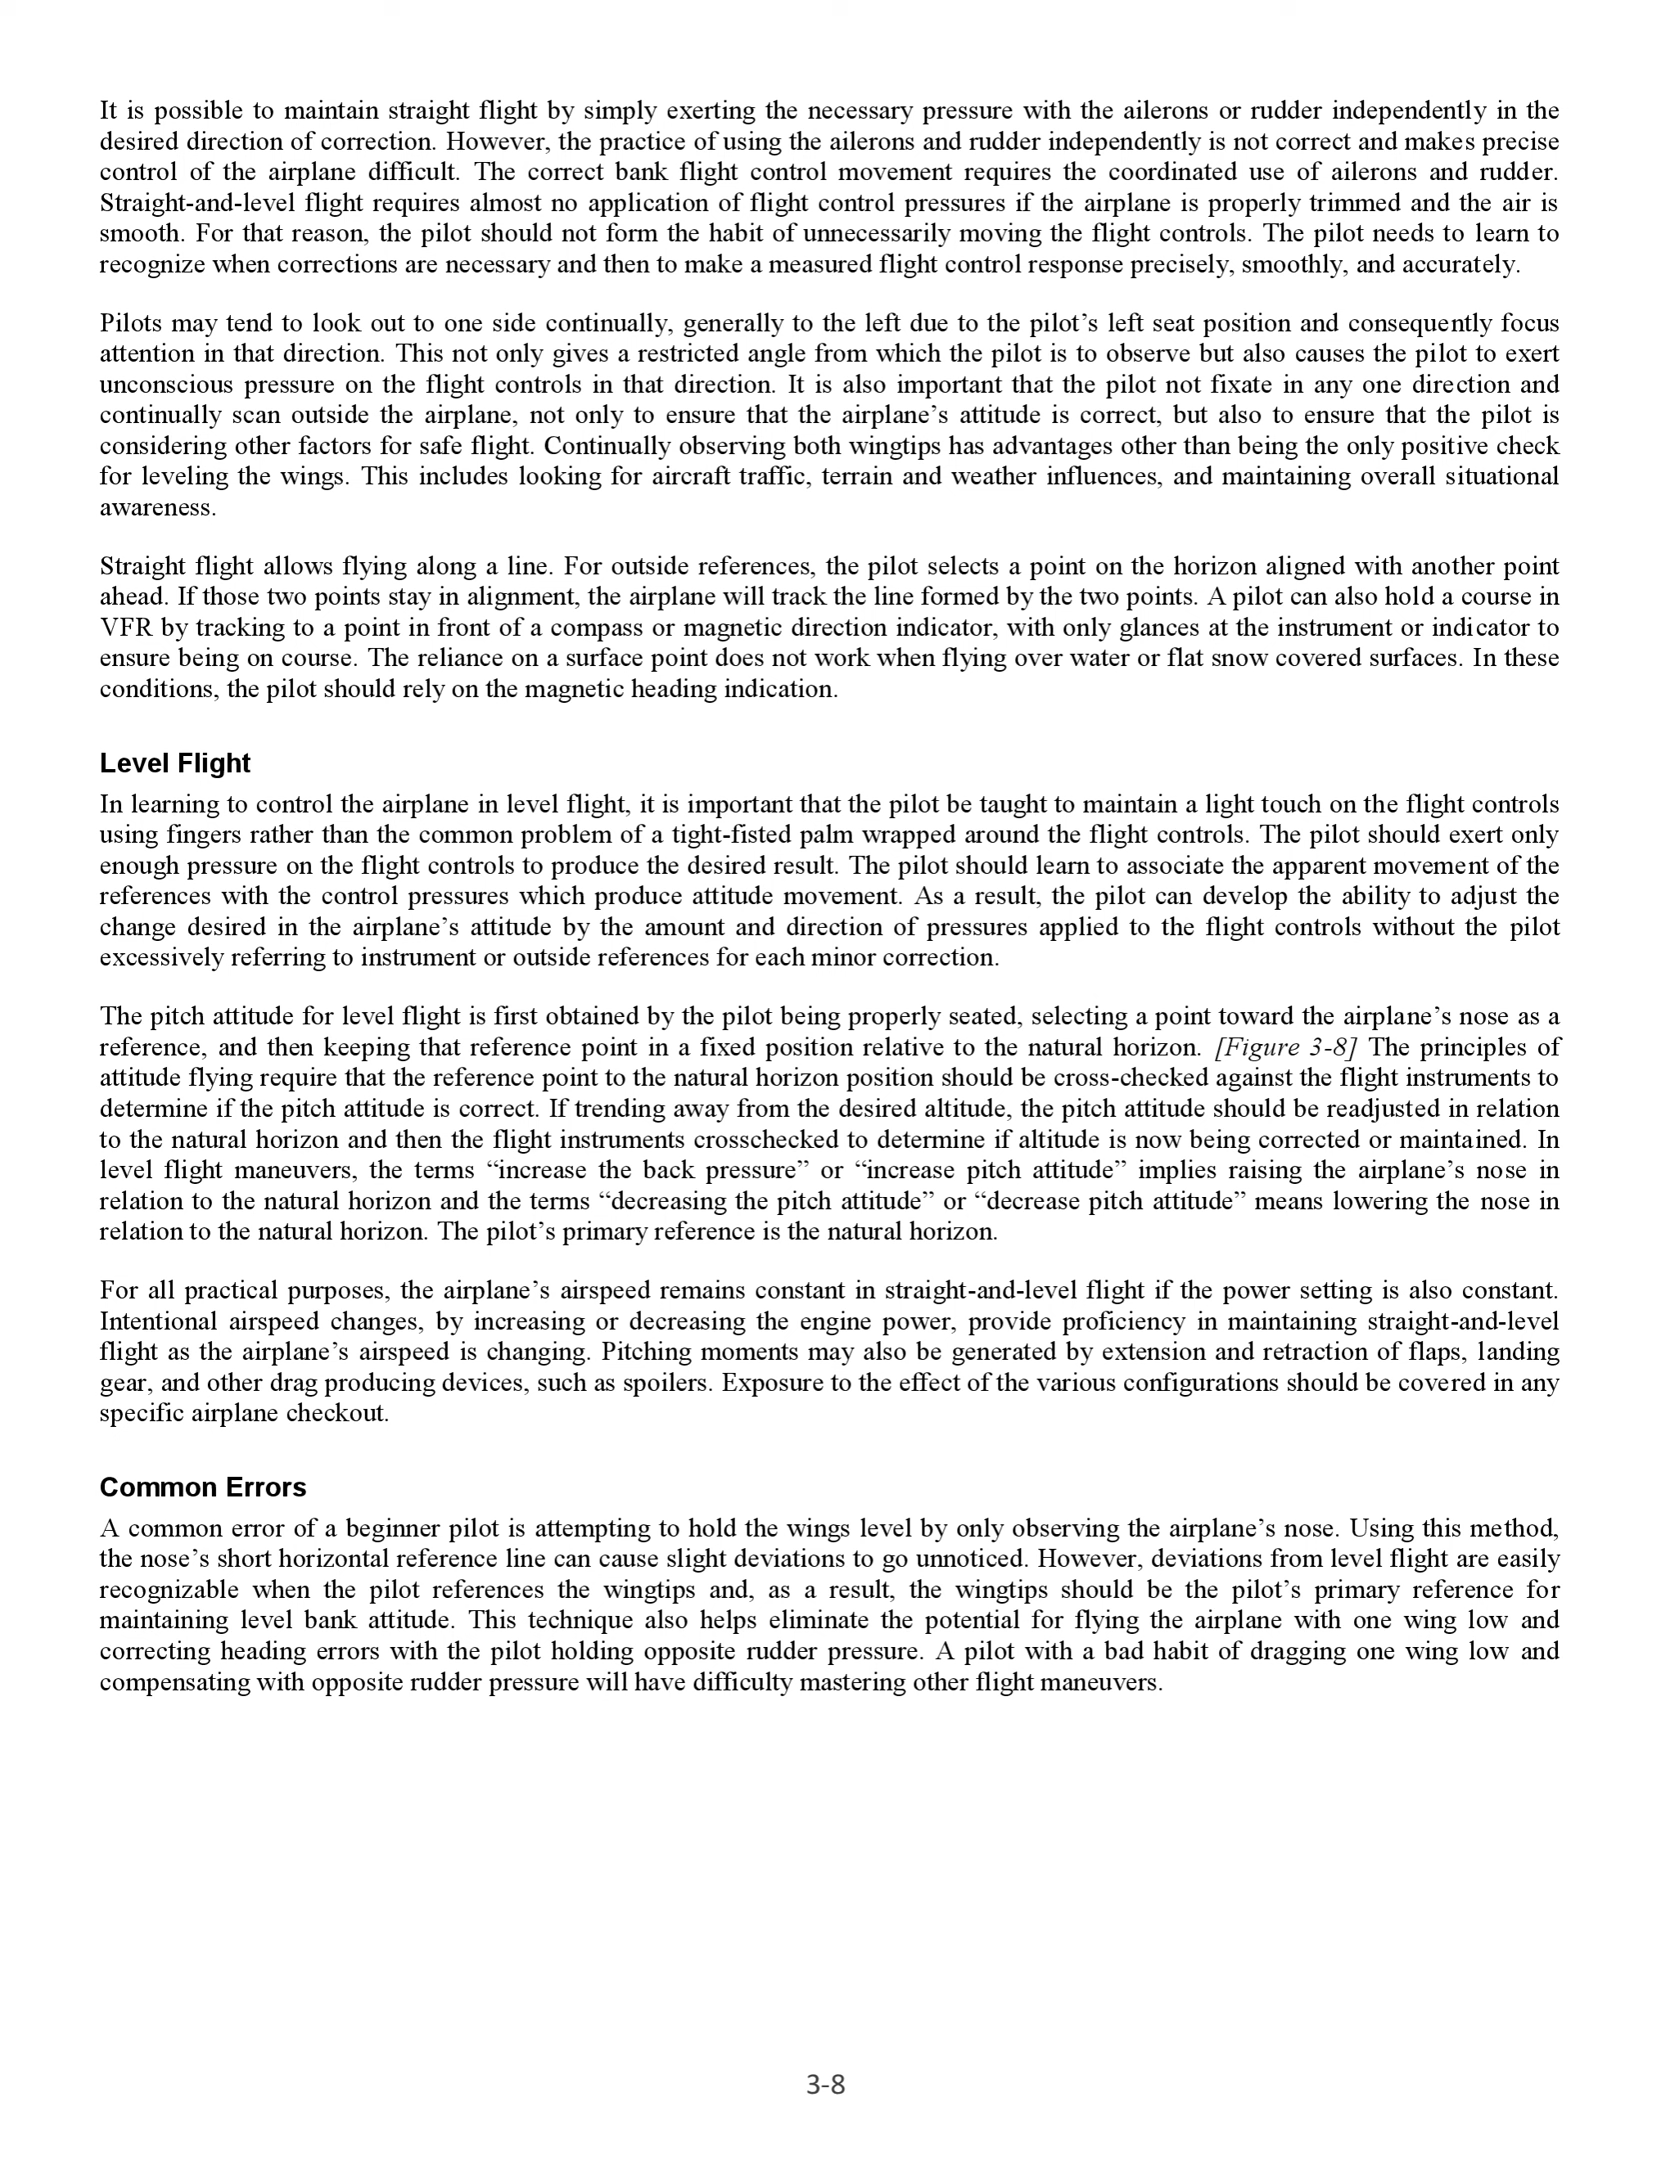 It is possible to maintain straight flight by simply exerting the necessary pressure with the ailerons or rudder independently in the
desired direction of correction. However, the practice of using the ailerons and rudder independently is not correct and makes precise
control of the airplane difficult. The correct bank flight control movement requires the coordinated use of ailerons and rudder.
Straight-and-level flight requires almost no application of flight control pressures if the airplane is properly trimmed and the air is
smooth. For that reason, the pilot should not form the habit of unnecessarily moving the flight controls. The pilot needs to learn to
recognize when corrections are necessary and then to make a measured flight control response precisely, smoothly, and accurately.
Pilots may tend to look out to one side continually, generally to the left due to the pilot’s left seat position and consequently focus
attention in that direction. This not only gives a restricted angle from which the pilot is to observe but also causes the pilot to exert
unconscious pressure on the flight controls in that direction. It is also important that the pilot not fixate in any one direction and
continually scan outside the airplane, not only to ensure that the airplane’s attitude is correct, but also to ensure that the pilot is
considering other factors for safe flight. Continually observing both wingtips has advantages other than being the only positive check
for leveling the wings. This includes looking for aircraft traffic, terrain and weather influences, and maintaining overall situational
awareness.
Straight flight allows flying along a line. For outside references, the pilot selects a point on the horizon aligned with another point
ahead. If those two points stay in alignment, the airplane will track the line formed by the two points. A pilot can also hold a course in
VFR by tracking to a point in front of a compass or magnetic direction indicator, with only glances at the instrument or indicator to
ensure being on course. The reliance on a surface point does not work when flying over water or flat snow covered surfaces. In these
conditions, the pilot should rely on the magnetic heading indication.
Level Flight
In learning to control the airplane in level flight, it is important that the pilot be taught to maintain a light touch on the flight controls
using fingers rather than the common problem of a tight-fisted palm wrapped around the flight controls. The pilot should exert only
enough pressure on the flight controls to produce the desired result. The pilot should learn to associate the apparent movement of the
references with the control pressures which produce attitude movement. As a result, the pilot can develop the ability to adjust the
change desired in the airplane’s attitude by the amount and direction of pressures applied to the flight controls without the pilot
excessively referring to instrument or outside references for each minor correction.
The pitch attitude for level flight is first obtained by the pilot being properly seated, selecting a point toward the airplane’s nose as a
reference, and then keeping that reference point in a fixed position relative to the natural horizon. [Figure 3-8] The principles of
attitude flying require that the reference point to the natural horizon position should be cross-checked against the flight instruments to
determine if the pitch attitude is correct. If trending away from the desired altitude, the pitch attitude should be readjusted in relation
to the natural horizon and then the flight instruments crosschecked to determine if altitude is now being corrected or maintained. In
level flight maneuvers, the terms “increase the back pressure” or “increase pitch attitude” implies raising the airplane’s nose in
relation to the natural horizon and the terms “decreasing the pitch attitude” or “decrease pitch attitude” means lowering the nose in
relation to the natural horizon. The pilot’s primary reference is the natural horizon.
For all practical purposes, the airplane’s airspeed remains constant in straight-and-level flight if the power setting is also constant.
Intentional airspeed changes, by increasing or decreasing the engine power, provide proficiency in maintaining straight-and-level
flight as the airplane’s airspeed is changing. Pitching moments may also be generated by extension and retraction of flaps, landing
gear, and other drag producing devices, such as spoilers. Exposure to the effect of the various configurations should be covered in any
specific airplane checkout.
Common Errors
A common error of a beginner pilot is attempting to hold the wings level by only observing the airplane’s nose. Using this method,
the nose’s short horizontal reference line can cause slight deviations to go unnoticed. However, deviations from level flight are easily
recognizable when the pilot references the wingtips and, as a result, the wingtips should be the pilot’s primary reference for
maintaining level bank attitude. This technique also helps eliminate the potential for flying the airplane with one wing low and
correcting heading errors with the pilot holding opposite rudder pressure. A pilot with a bad habit of dragging one wing low and
compensating with opposite rudder pressure will have difficulty mastering other flight maneuvers.
3-8